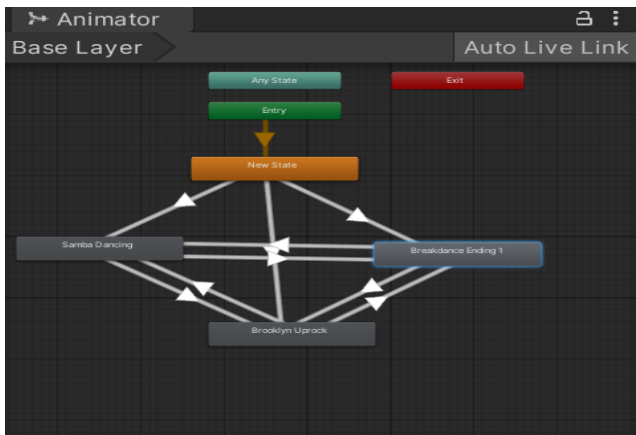 Animator
Base Layer
Auto Live Link
Any State
Exit
Entry
New State
Samba Dancing
Breakdance Ending 1
Brooklyn Uprock